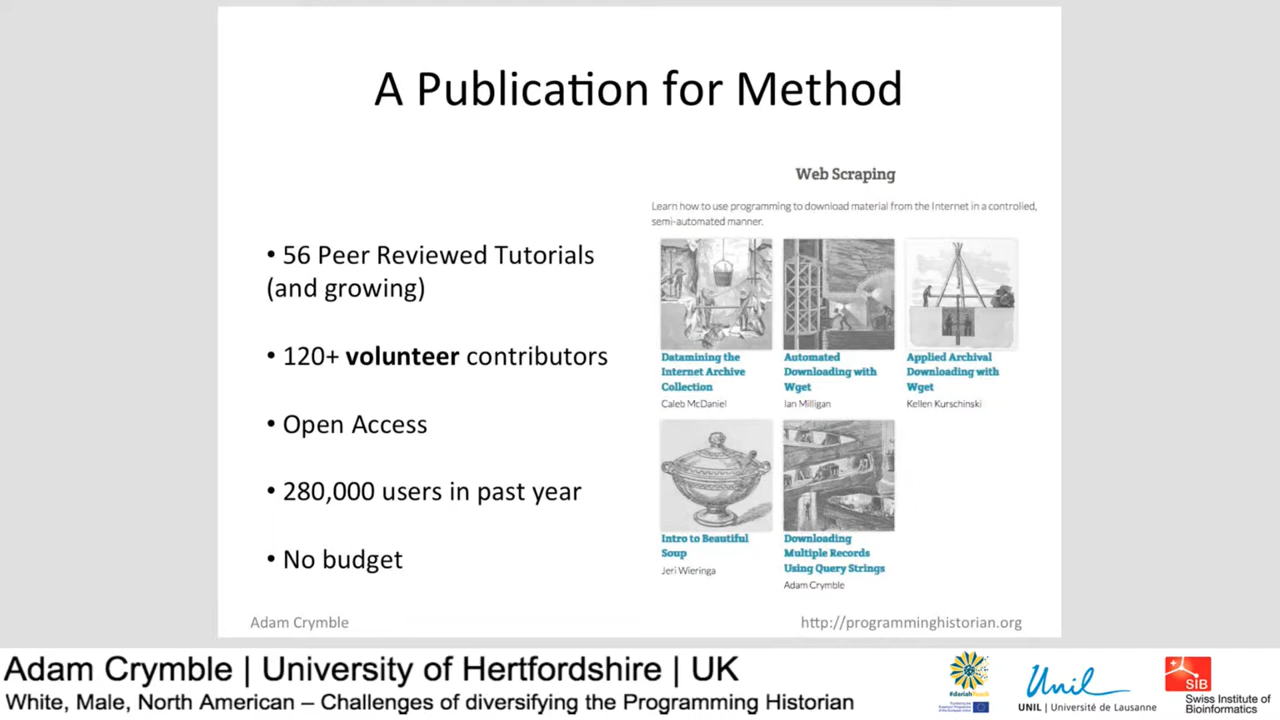 A Publication for Method
• 56 Peer Reviewed Tutorials
(and growing)
• 120+ volunteer contributors
• Open Access
• 280,000 users in past year
• No budget
Web Scraping
Learn how to use programming to download material from the Internet in a controlled,
semi-automated manner.
Datamining the
Internet Archive
Collection
Caleb McDaniel
Automated
Downloading with
Wget
Ian Milligan
Applied Archival
Downloading with
Wget
Kellen Kurschinski
Intro to Beautiful
Soup
Jeri Wieringa
Downloading
Multiple Records
Using Query Strings
Adam Crymble
Adam Crymble
http://programminghistorian.org
Adam Crymble | University of Hertfordshire | UK
White, Male, North American – Challenges of diversifying the Programming Historian
#dariahTeach
Unil
UNIL | Université de Lausanne
SIB
Swiss Institute of
Bioinformatics